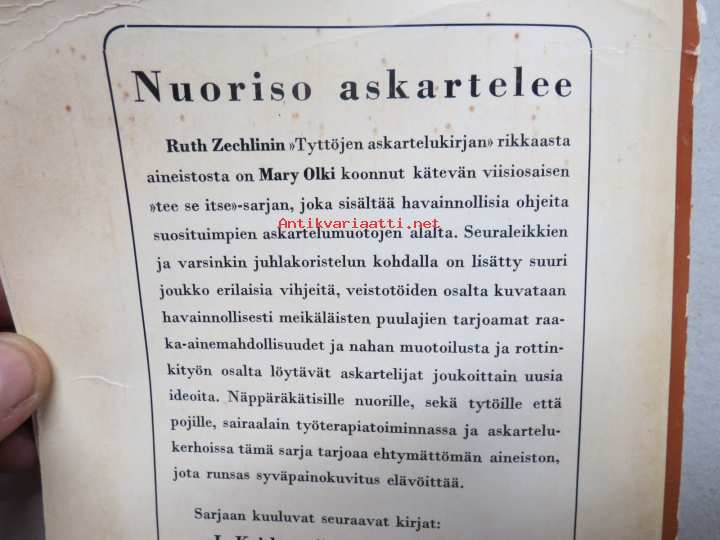 Nuoriso askartelee
Ruth Zechlinin »Tyttöjen askartelukirjan» rikkaasta
aineistosta on Mary Olki koonnut kätevän viisiosaisen
»tee se itse»-sarjan, joka sisältää havainnollisia ohjeita
Antikvariaatti.net
suosituimpien askartelumuotojen alalta. Seuraleikkien
ja varsinkin juhlakoristelun kohdalla on lisätty suuri
joukko erilaisia vihjeitä, veistotöiden osalta kuvataan
havainnollisesti meikäläisten puulajien tarjoamat raa-
ka-ainemahdollisuudet ja nahan muotoilusta ja rottin-
kityön osalta löytävät askartelijat joukoittain uusia
ideoita. Näppäräkätisille nuorille, sekä tytöille että
pojille, sairaalain työterapiatoiminnassa ja askartelu-
kerhoissa tämä sarja tarjoaa ehtymättömän aineiston,
jota runsas syväpainokuvitus elävöittää.
Sarjaan kuuluvat seuraavat kirjat: